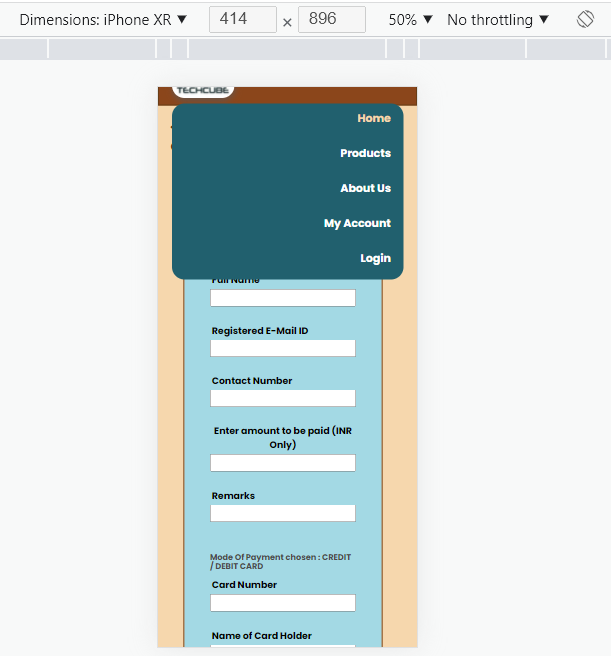 Dimensions: iPhone XR ▼ 414 × 896 50% ▼ No throttling ▼
TECHCUBE
Home
Products
About Us
My Account
Login
Full Name
Registered E-Mail ID
Contact Number
Enter amount to be paid (INR
Only)
Remarks
Mode Of Payment chosen : CREDIT
/ DEBIT CARD
Card Number
Name of Card Holder